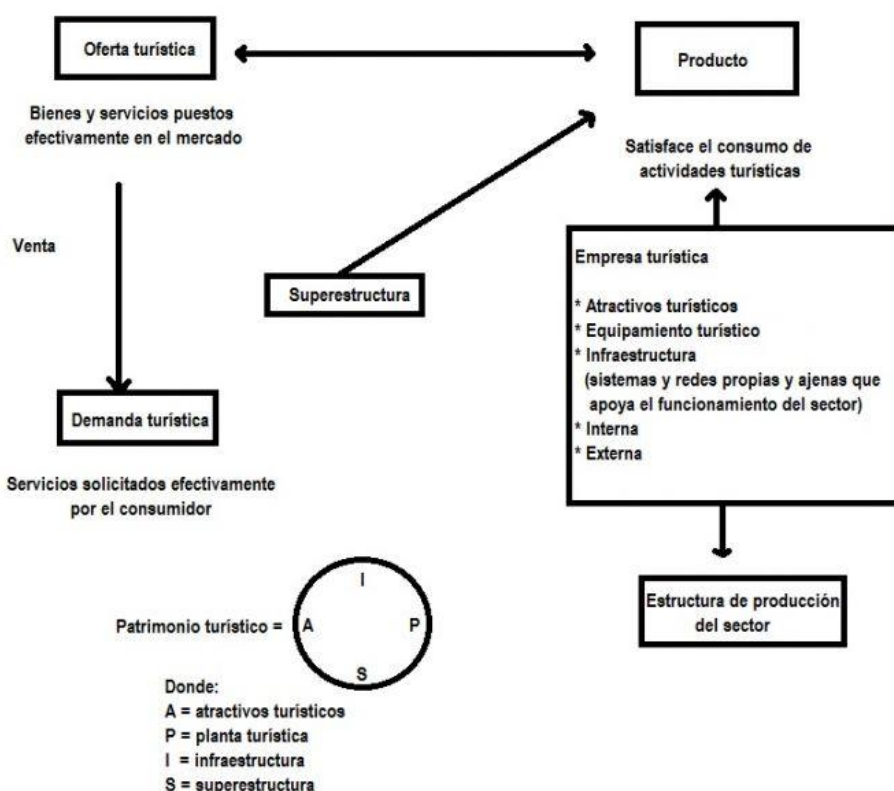 Oferta turística
Producto
Bienes y servicios puestos
efectivamente en el mercado
Satisface el consumo de
actividades turísticas
Venta
Superestructura
Empresa turística
* Atractivos turísticos
* Equipamiento turístico
* Infraestructura
(sistemas y redes propias y ajenas que
apoya el funcionamiento del sector)
* Interna
* Externa
Demanda turística
Servicios solicitados efectivamente
por el consumidor
Estructura de producción
del sector
Patrimonio turístico =
I
A
P
S
Donde:
A = atractivos turísticos
P = planta turística
I = infraestructura
S = superestructura